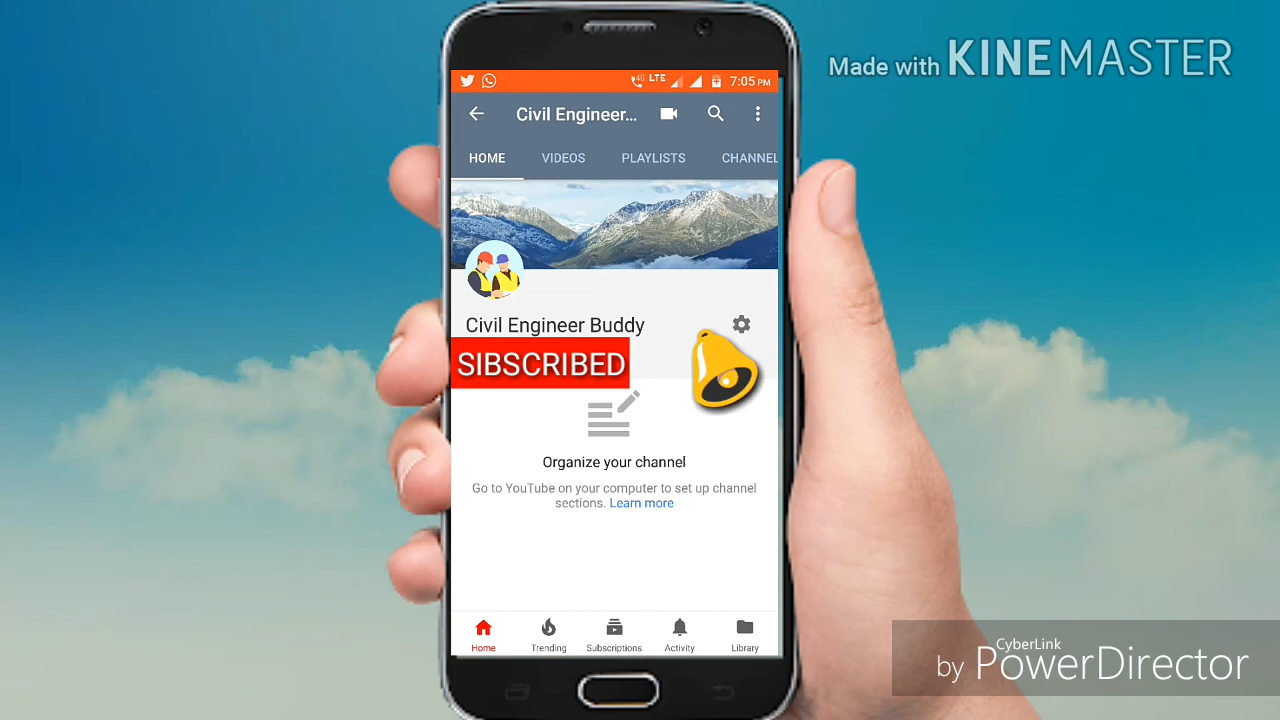 Made with KINEMASTER
4G LTE 7:05 PM
Civil Engineer...
HOME VIDEOS PLAYLISTS CHANNEL
Civil Engineer Buddy
SIBSCRIBED
Organize your channel
Go to YouTube on your computer to set up channel
sections. Learn more
Home Trending Subscriptions Activity Library
CyberLink
by PowerDirector